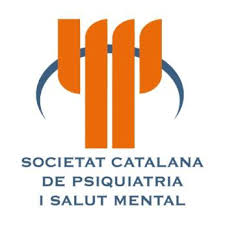 SOCIETAT CATALANA
DE PSIQUIATRIA
I SALUT MENTAL